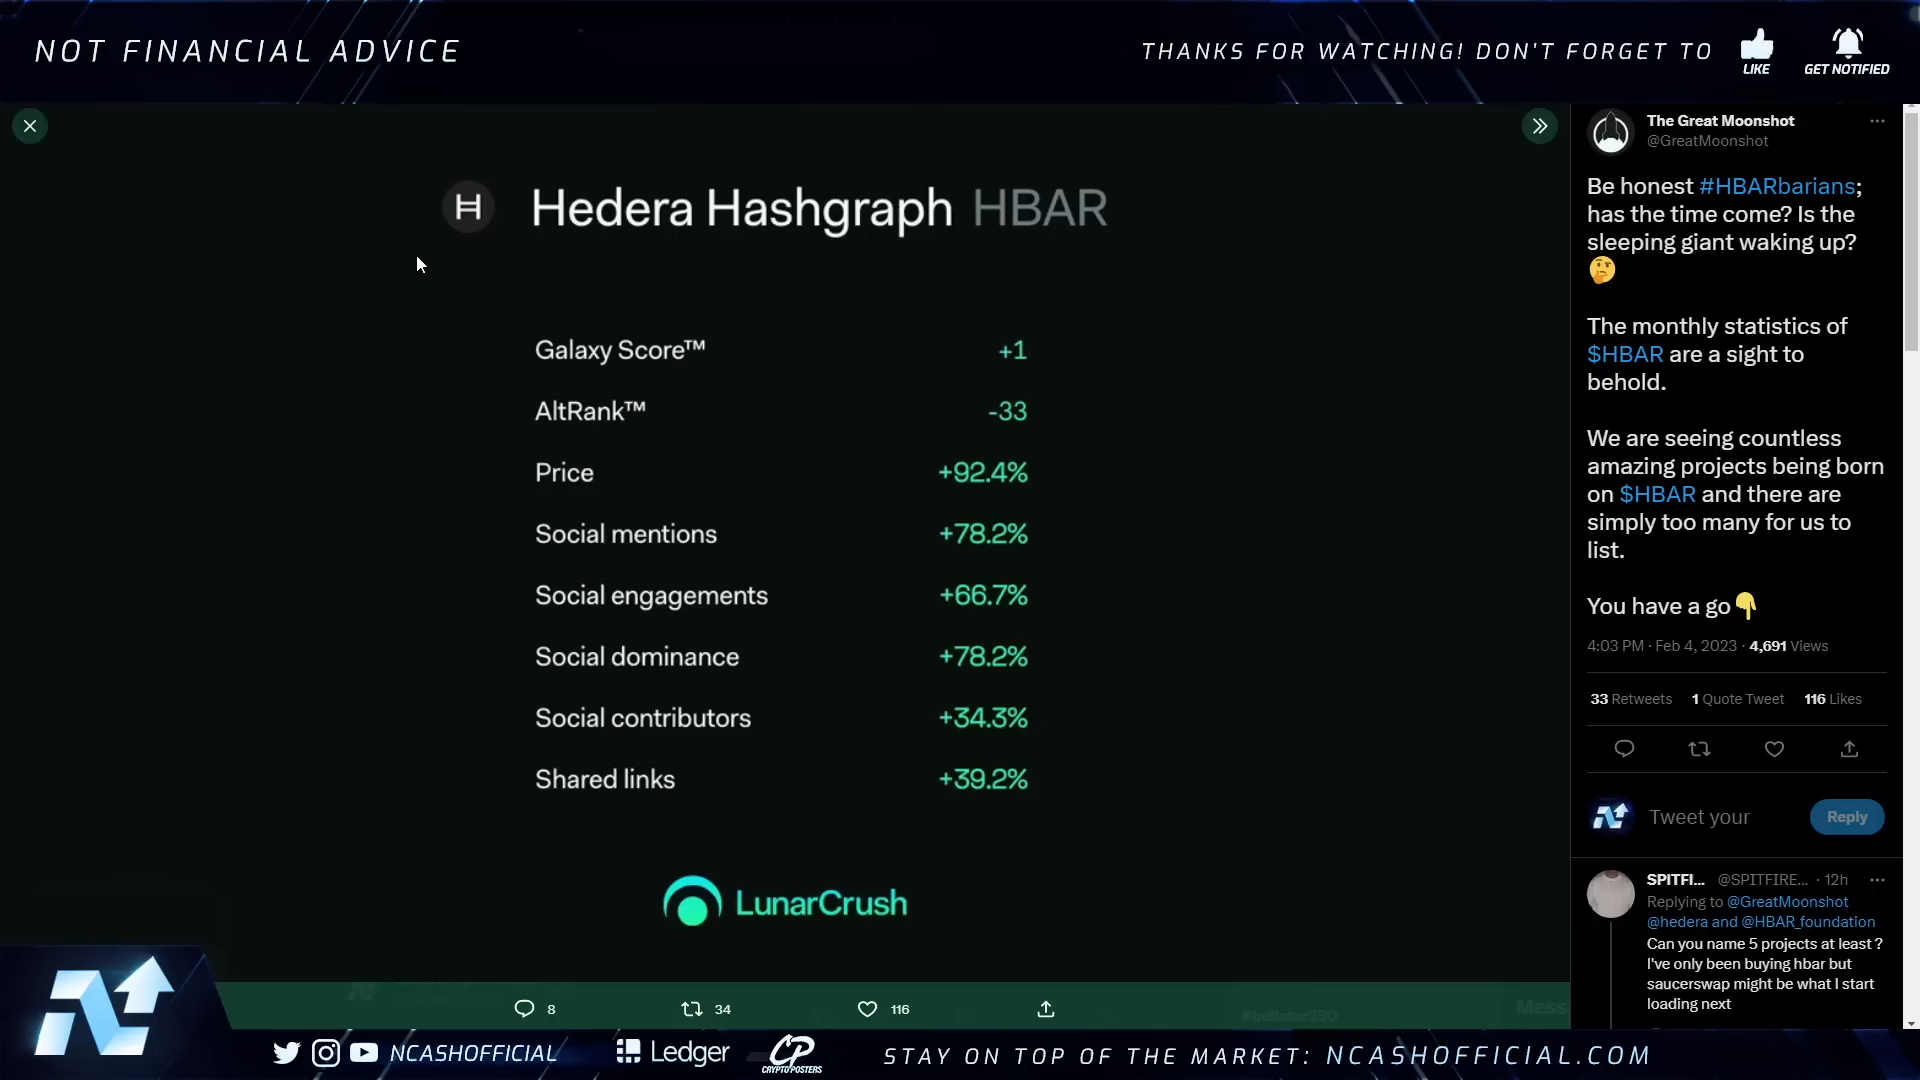 NOT FINANCIAL ADVICE
THANKS FOR WATCHING! DON'T FORGET TO
LIKE
GET NOTIFIED
Hedera Hashgraph HBAR
Galaxy Score™ +1
AltRank™ -33
Price +92.4%
Social mentions +78.2%
Social engagements +66.7%
Social dominance +78.2%
Social contributors +34.3%
Shared links +39.2%
LunarCrush
8 34 116
The Great Moonshot
@GreatMoonshot
Be honest #HBARbarians;
has the time come? Is the
sleeping giant waking up?
🤔
The monthly statistics of
$HBAR are a sight to
behold.
We are seeing countless
amazing projects being born
on $HBAR and there are
simply too many for us to
list.
You have a go👇
4:03 PM · Feb 4, 2023 · 4,691 Views
33 Retweets 1 Quote Tweet 116 Likes
Tweet your
Reply
SPITFI... @SPITFIRE... · 12h
Replying to @GreatMoonshot
@hedera and @HBAR_foundation
Can you name 5 projects at least ?
I've only been buying hbar but
saucerswap might be what I start
loading next
Mess
NCASHOFFICIAL
Ledger
CP
CRYPTOPOSTERS
STAY ON TOP OF THE MARKET: NCASHOFFICIAL.COM